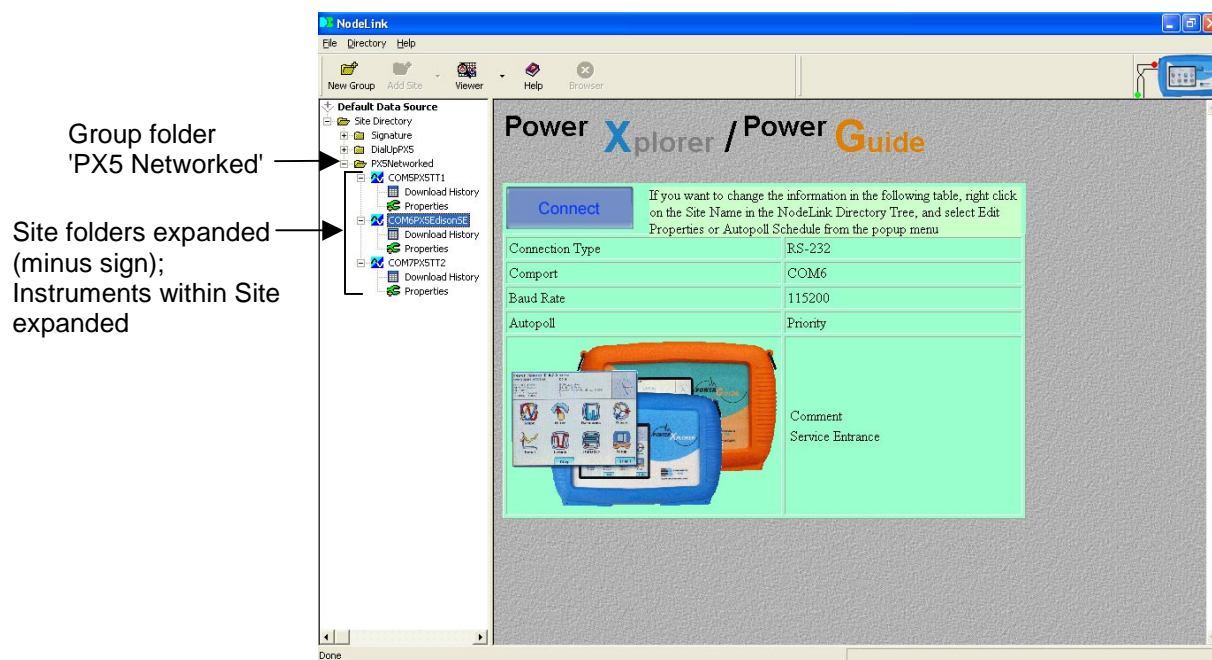 NodeLink
File Directory Help
New Group Add Site Viewer Help Browser
Group folder
'PX5 Networked'
Site folders expanded
(minus sign);
Instruments within Site
expanded
Default Data Source
Site Directory
Signature
DialUpPX5
PX5Networked
COM5PX5TT1
Download History
Properties
COM6PX5Edison5E
Download History
Properties
COM7PX5TT2
Download History
Properties
Power Xplorer / Power Guide
Connect
If you want to change the information in the following table, right click
on the Site Name in the NodeLink Directory Tree, and select Edit
Properties or Autopoll Schedule from the popup menu
Connection Type RS-232
Comport COM6
Baud Rate 115200
Autopoll Priority
Comment
Service Entrance
Done